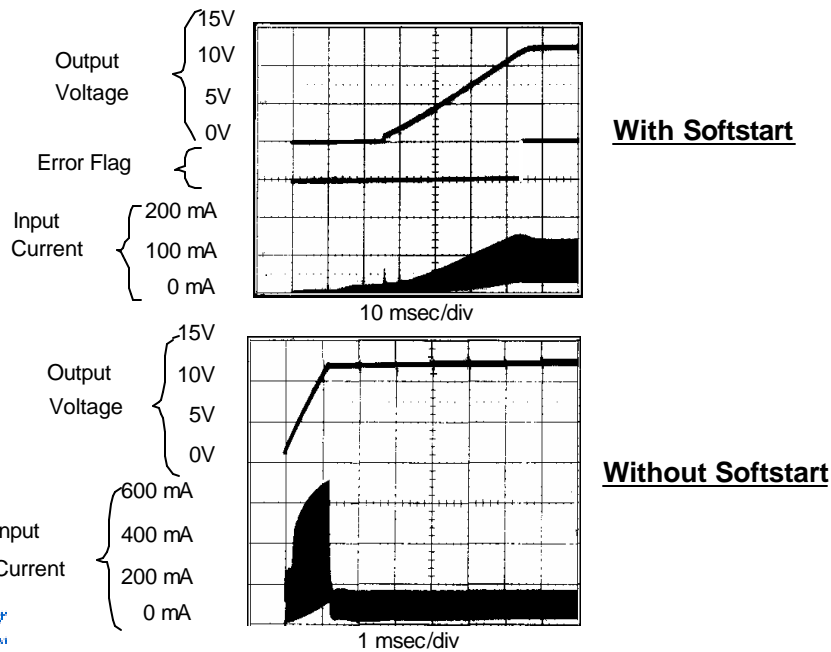 15V
Output
Voltage
10V
5V
0V
With Softstart
Error Flag
200 mA
Input
Current
100 mA
0 mA
10 msec/div
15V
Output
Voltage
10V
5V
0V
Without Softstart
600 mA
nput
Current
400 mA
200 mA
0 mA
1 msec/div